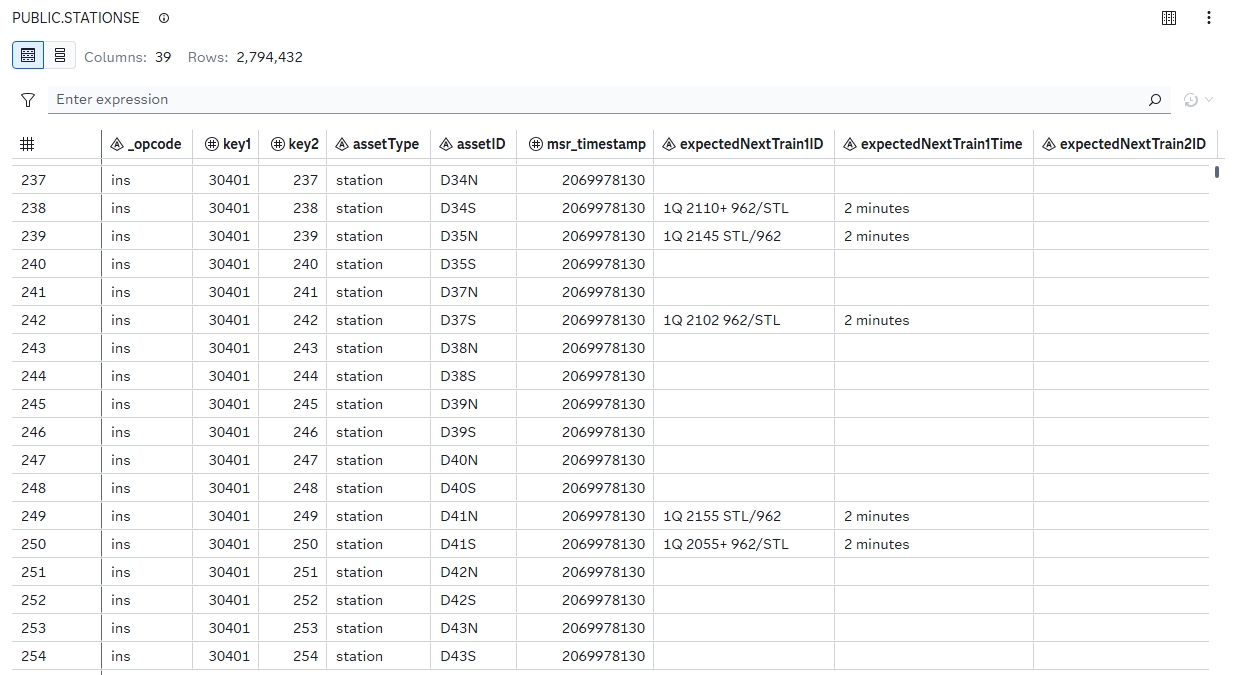 PUBLIC.STATIONSE
Columns: 39 Rows: 2,794,432
Enter expression
_opcode key1 key2 assetType assetID msr_timestamp expectedNextTrain1ID expectedNextTrain1Time expectedNextTrain2ID
237 ins 30401 237 station D34N 2069978130
238 ins 30401 238 station D34S 2069978130 1Q 2110+ 962/STL 2 minutes
239 ins 30401 239 station D35N 2069978130 1Q 2145 STL/962 2 minutes
240 ins 30401 240 station D35S 2069978130
241 ins 30401 241 station D37N 2069978130
242 ins 30401 242 station D37S 2069978130 1Q 2102 962/STL 2 minutes
243 ins 30401 243 station D38N 2069978130
244 ins 30401 244 station D38S 2069978130
245 ins 30401 245 station D39N 2069978130
246 ins 30401 246 station D39S 2069978130
247 ins 30401 247 station D40N 2069978130
248 ins 30401 248 station D40S 2069978130
249 ins 30401 249 station D41N 2069978130 1Q 2155 STL/962 2 minutes
250 ins 30401 250 station D41S 2069978130 1Q 2055+ 962/STL 2 minutes
251 ins 30401 251 station D42N 2069978130
252 ins 30401 252 station D42S 2069978130
253 ins 30401 253 station D43N 2069978130
254 ins 30401 254 station D43S 2069978130